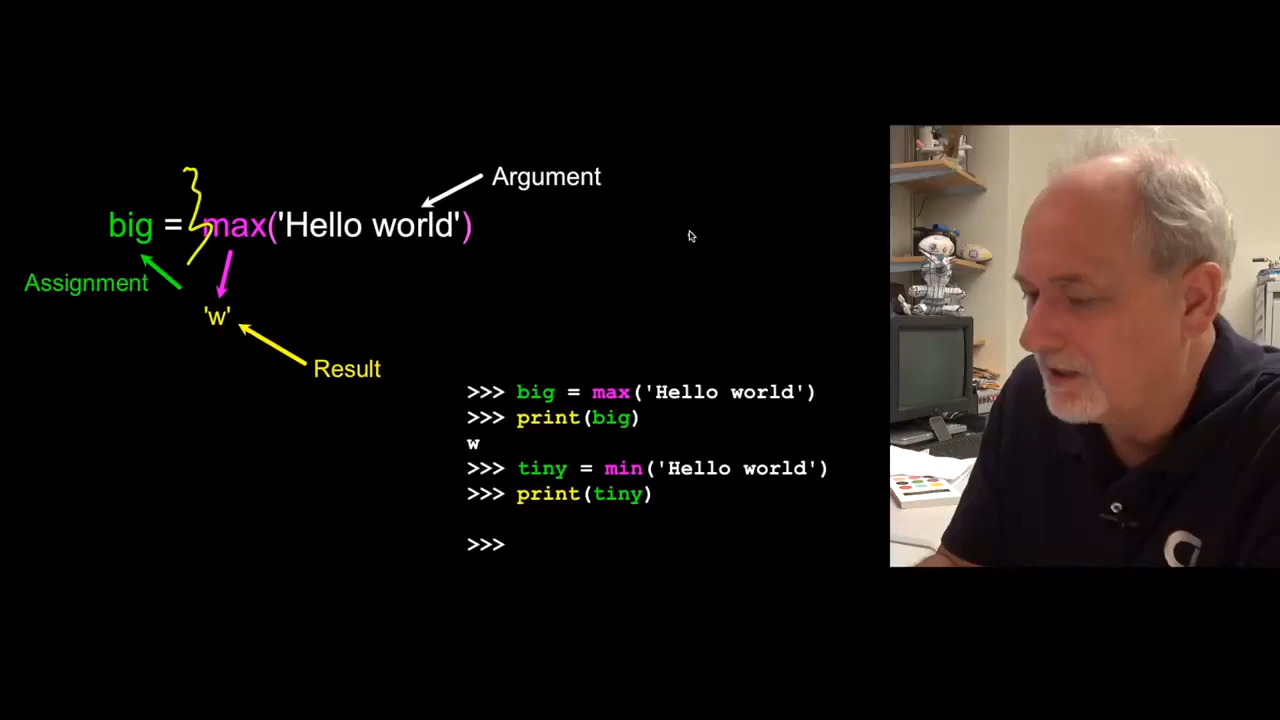 Argument
big = max('Hello world')
Assignment
'w'
Result
>>> big = max('Hello world')
>>> print(big)
w
>>> tiny = min('Hello world')
>>> print(tiny)
>>>